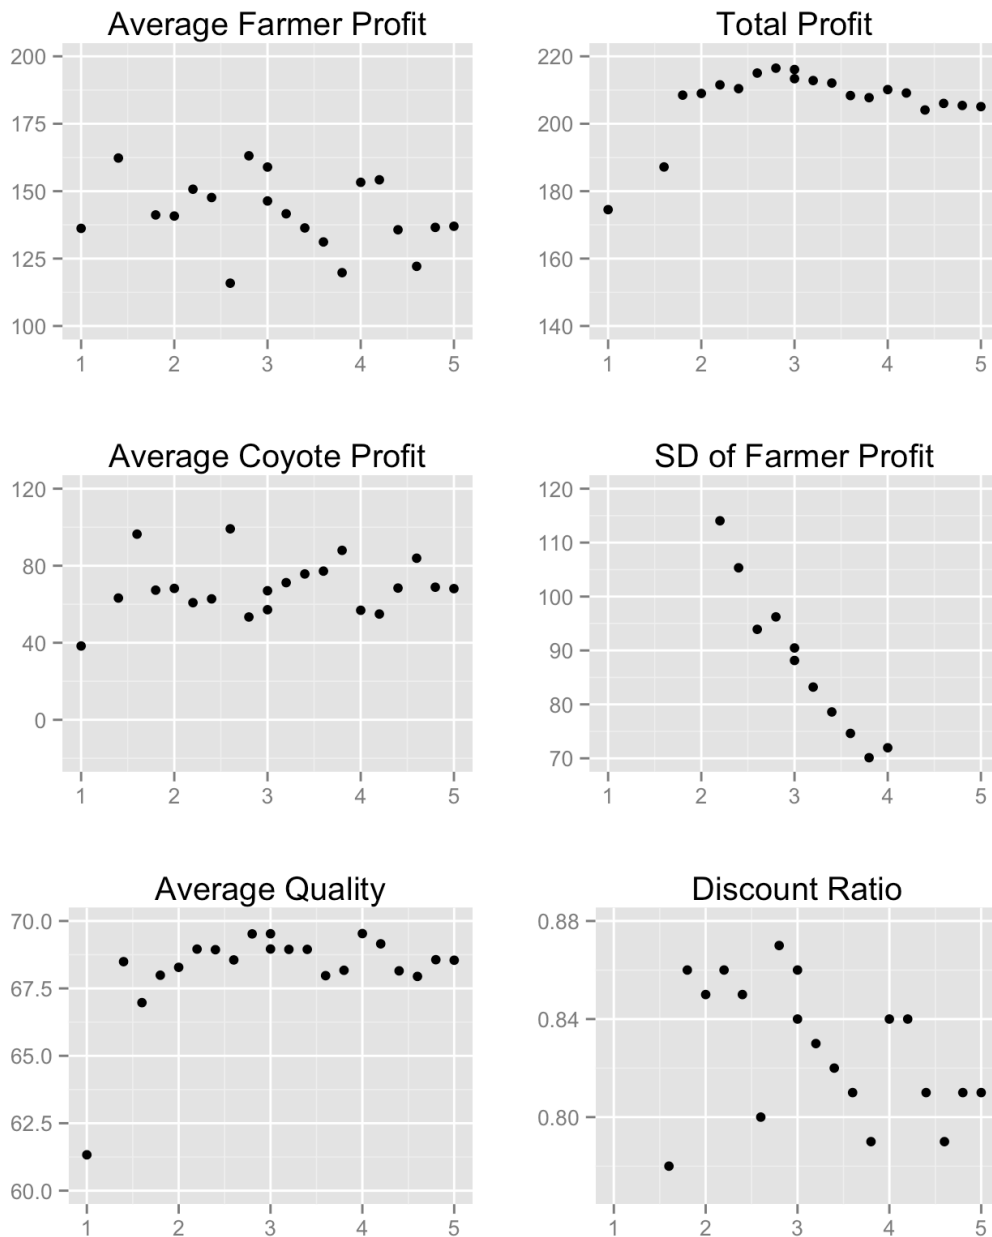 Average Farmer Profit
200
175
150
125
100
1 2 3 4 5
Total Profit
220
200
180
160
140
1 2 3 4 5
Average Coyote Profit
120
80
40
0
1 2 3 4 5
SD of Farmer Profit
120
110
100
90
80
70
1 2 3 4 5
Average Quality
70.0
67.5
65.0
62.5
60.0
1 2 3 4 5
Discount Ratio
0.88
0.84
0.80
1 2 3 4 5